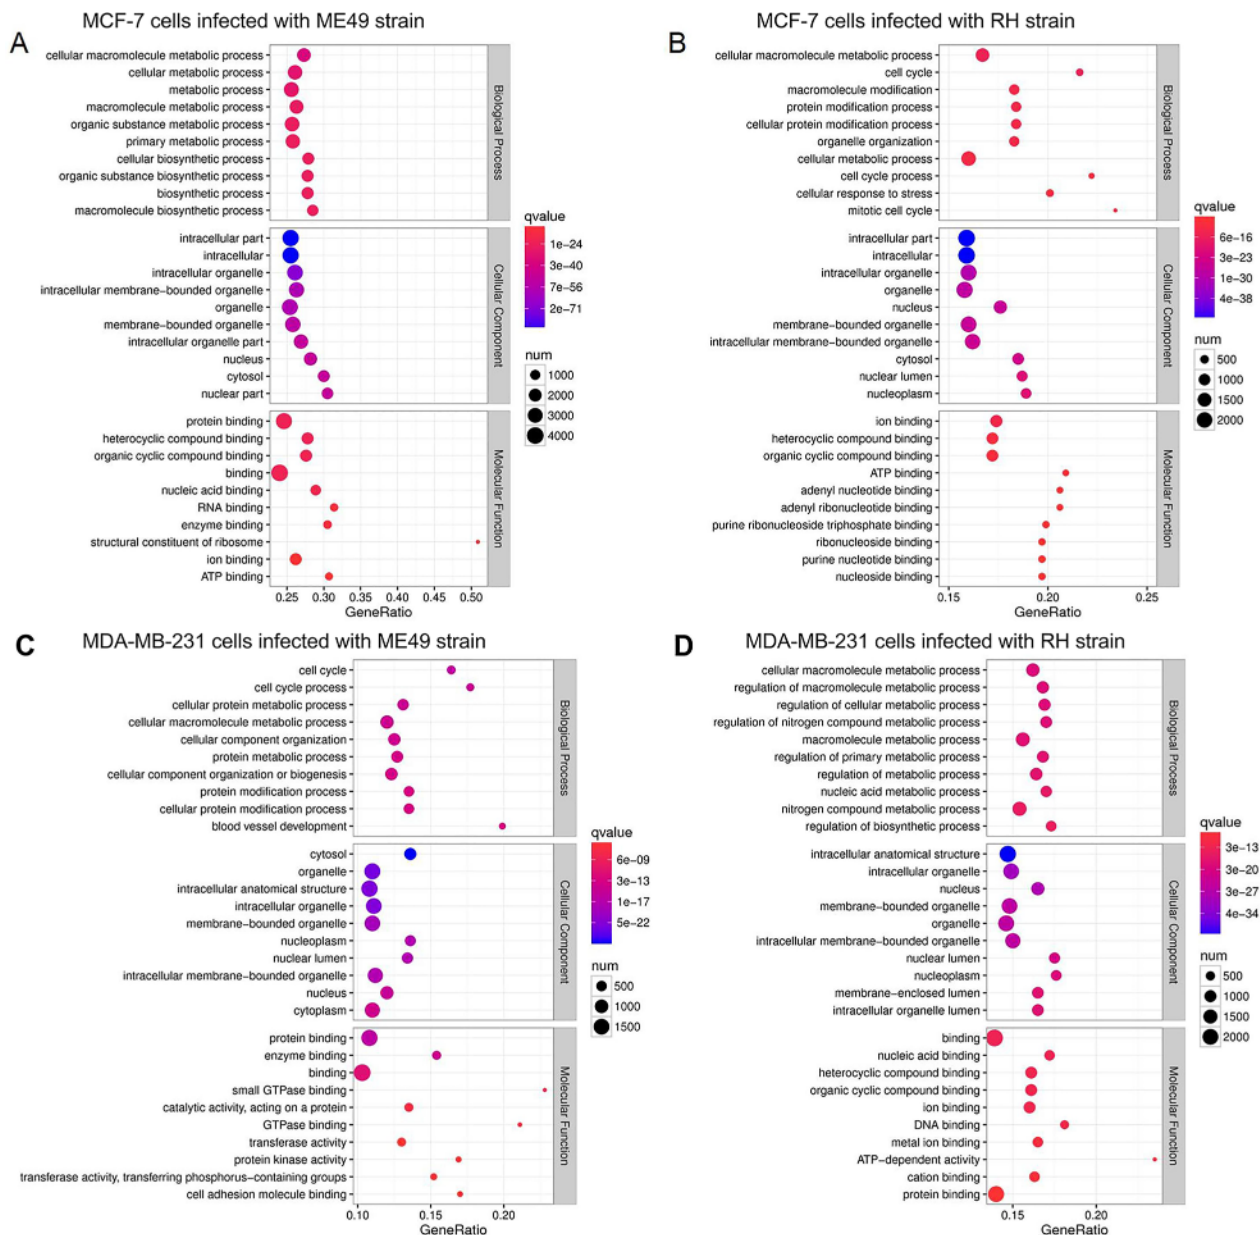 MCF-7 cells infected with ME49 strain
A
cellular macromolecule metabolic process
cellular metabolic process
metabolic process
macromolecule metabolic process
organic substance metabolic process
primary metabolic process
cellular biosynthetic process
organic substance biosynthetic process
biosynthetic process
macromolecule biosynthetic process
Biological Process
intracellular part
intracellular
intracellular organelle
intracellular membrane−bounded organelle
organelle
membrane−bounded organelle
intracellular organelle part
nucleus
cytosol
nuclear part
Cellular Component
protein binding
heterocyclic compound binding
organic cyclic compound binding
binding
nucleic acid binding
RNA binding
enzyme binding
structural constituent of ribosome
ion binding
ATP binding
Molecular Function
0.25 0.30 0.35 0.40 0.45 0.50
GeneRatio
qvalue
1e−24
3e−40
7e−56
2e−71
num
1000
2000
3000
4000
MCF-7 cells infected with RH strain
B
cellular macromolecule metabolic process
cell cycle
macromolecule modification
protein modification process
cellular protein modification process
organelle organization
cellular metabolic process
cell cycle process
cellular response to stress
mitotic cell cycle
Biological Process
intracellular part
intracellular
intracellular organelle
organelle
nucleus
membrane−bounded organelle
intracellular membrane−bounded organelle
cytosol
nuclear lumen
nucleoplasm
Cellular Component
ion binding
heterocyclic compound binding
organic cyclic compound binding
ATP binding
adenyl nucleotide binding
adenyl ribonucleotide binding
purine ribonucleoside triphosphate binding
ribonucleoside binding
purine nucleotide binding
nucleoside binding
Molecular Function
0.15 0.20 0.25
GeneRatio
qvalue
6e−16
3e−23
1e−30
4e−38
num
500
1000
1500
2000
MDA-MB-231 cells infected with ME49 strain
C
cell cycle
cell cycle process
cellular protein metabolic process
cellular macromolecule metabolic process
cellular component organization
protein metabolic process
cellular component organization or biogenesis
protein modification process
cellular protein modification process
blood vessel development
Biological Process
cytosol
organelle
intracellular anatomical structure
intracellular organelle
membrane−bounded organelle
nucleoplasm
nuclear lumen
intracellular membrane−bounded organelle
nucleus
cytoplasm
Cellular Component
protein binding
enzyme binding
binding
small GTPase binding
catalytic activity, acting on a protein
GTPase binding
transferase activity
protein kinase activity
transferase activity, transferring phosphorus−containing groups
cell adhesion molecule binding
Molecular Function
0.10 0.15 0.20
GeneRatio
qvalue
6e−09
3e−13
1e−17
5e−22
num
500
1000
1500
MDA-MB-231 cells infected with RH strain
D
cellular macromolecule metabolic process
regulation of macromolecule metabolic process
regulation of cellular metabolic process
regulation of nitrogen compound metabolic process
macromolecule metabolic process
regulation of primary metabolic process
regulation of metabolic process
nucleic acid metabolic process
nitrogen compound metabolic process
regulation of biosynthetic process
Biological Process
intracellular anatomical structure
intracellular organelle
nucleus
membrane−bounded organelle
organelle
intracellular membrane−bounded organelle
nuclear lumen
nucleoplasm
membrane−enclosed lumen
intracellular organelle lumen
Cellular Component
binding
nucleic acid binding
heterocyclic compound binding
organic cyclic compound binding
ion binding
DNA binding
metal ion binding
ATP−dependent activity
cation binding
protein binding
Molecular Function
0.15 0.20
GeneRatio
qvalue
3e−13
3e−20
3e−27
4e−34
num
500
1000
1500
2000